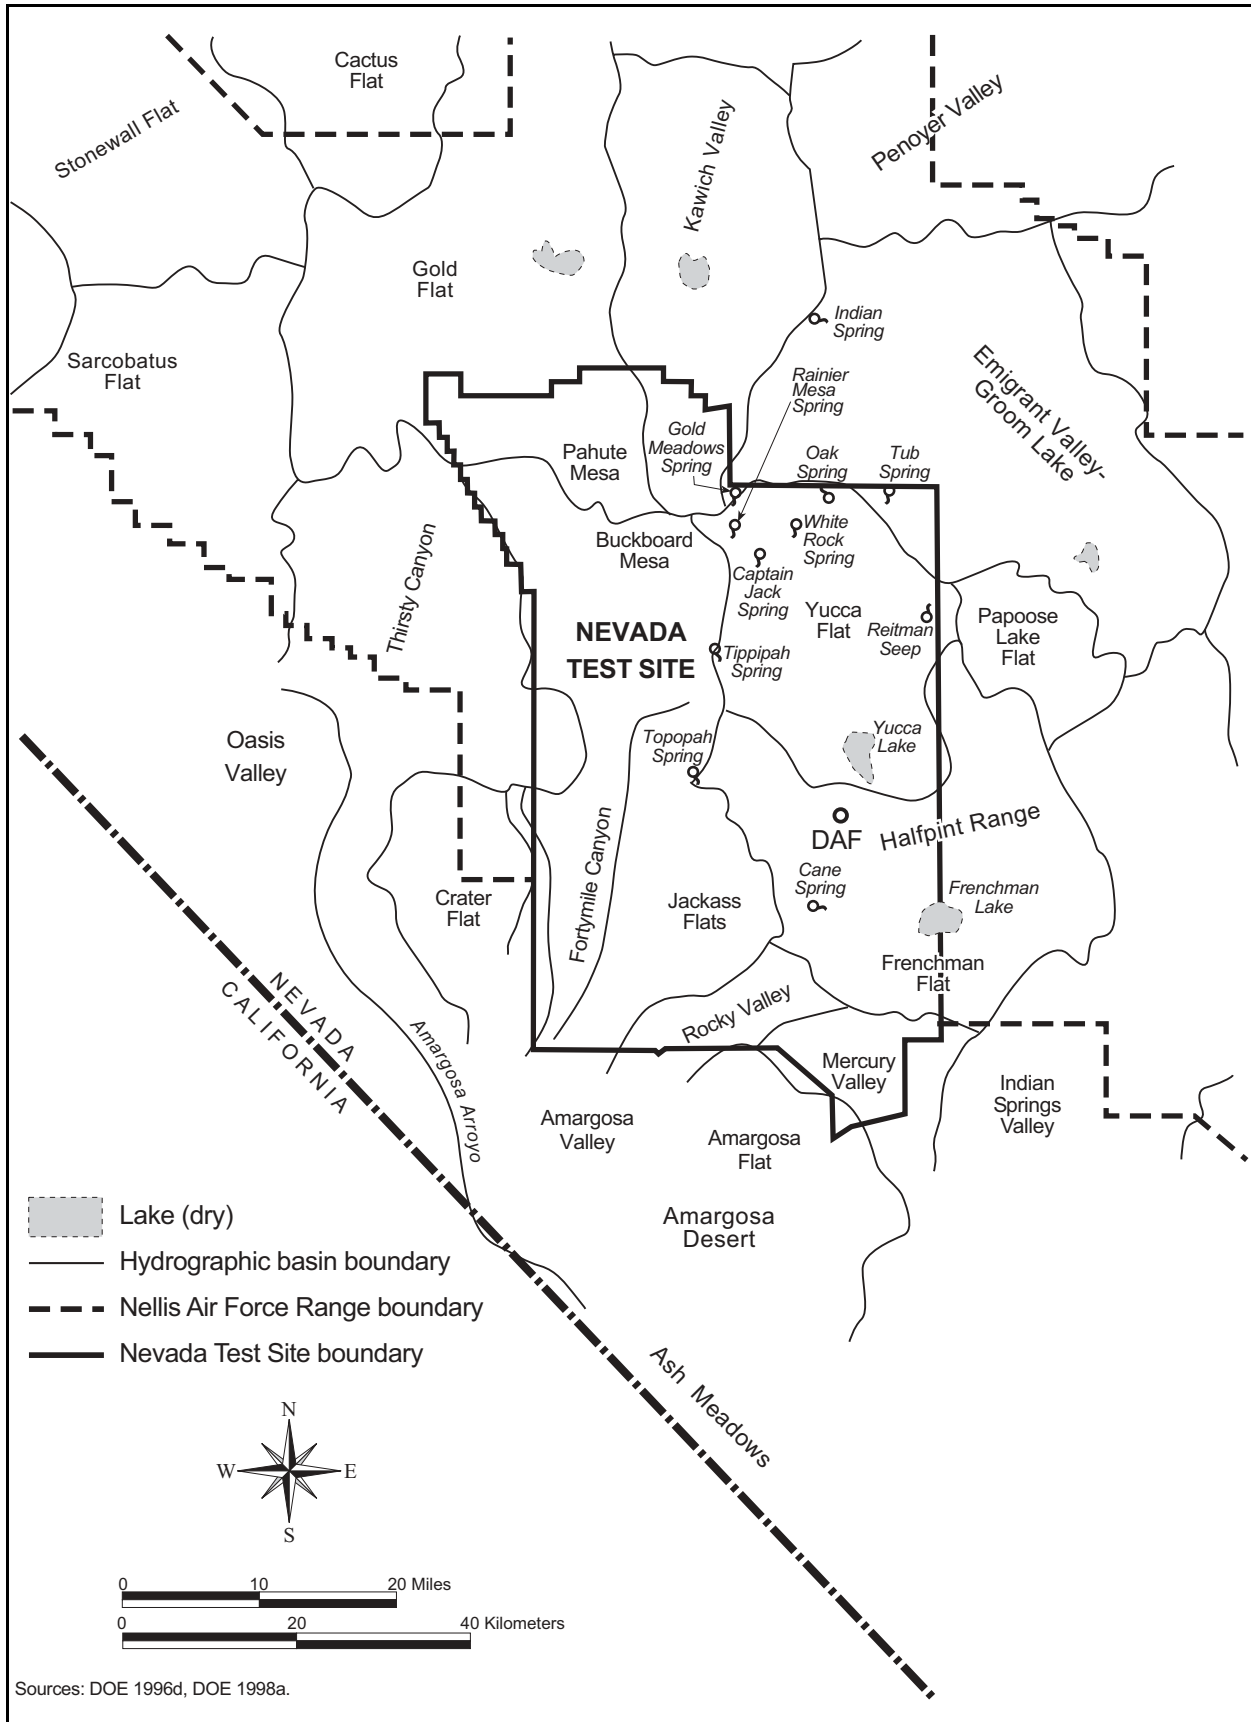 Cactus
Flat
Stonewall Flat
Penoyer Valley
Kawich Valley
Gold
Flat
Indian
Spring
Sarcobatus
Flat
Emigrant Valley-
Groom Lake
Rainier
Mesa
Spring
Gold
Meadows
Spring
Pahute
Mesa
Oak
Spring
Tub
Spring
Buckboard
Mesa
White
Rock
Spring
Thirsty Canyon
Captain
Jack
Spring
Yucca
Flat
Reitman
Seep
Papoose
Lake
Flat
NEVADA
TEST SITE
Tippipah
Spring
Oasis
Valley
Topopah
Spring
Yucca
Lake
DAF
Halfpint Range
Fortymile Canyon
Crater
Flat
Jackass
Flats
Cane
Spring
Frenchman
Lake
Frenchman
Flat
NEVADA
CALIFORNIA
Rocky Valley
Amargosa Arroyo
Mercury
Valley
Indian
Springs
Valley
Amargosa
Valley
Amargosa
Flat
Amargosa
Desert
Ash Meadows
Lake (dry)
Hydrographic basin boundary
Nellis Air Force Range boundary
Nevada Test Site boundary
N
W E
S
0 10 20 Miles
0 20 40 Kilometers
Sources: DOE 1996d, DOE 1998a.